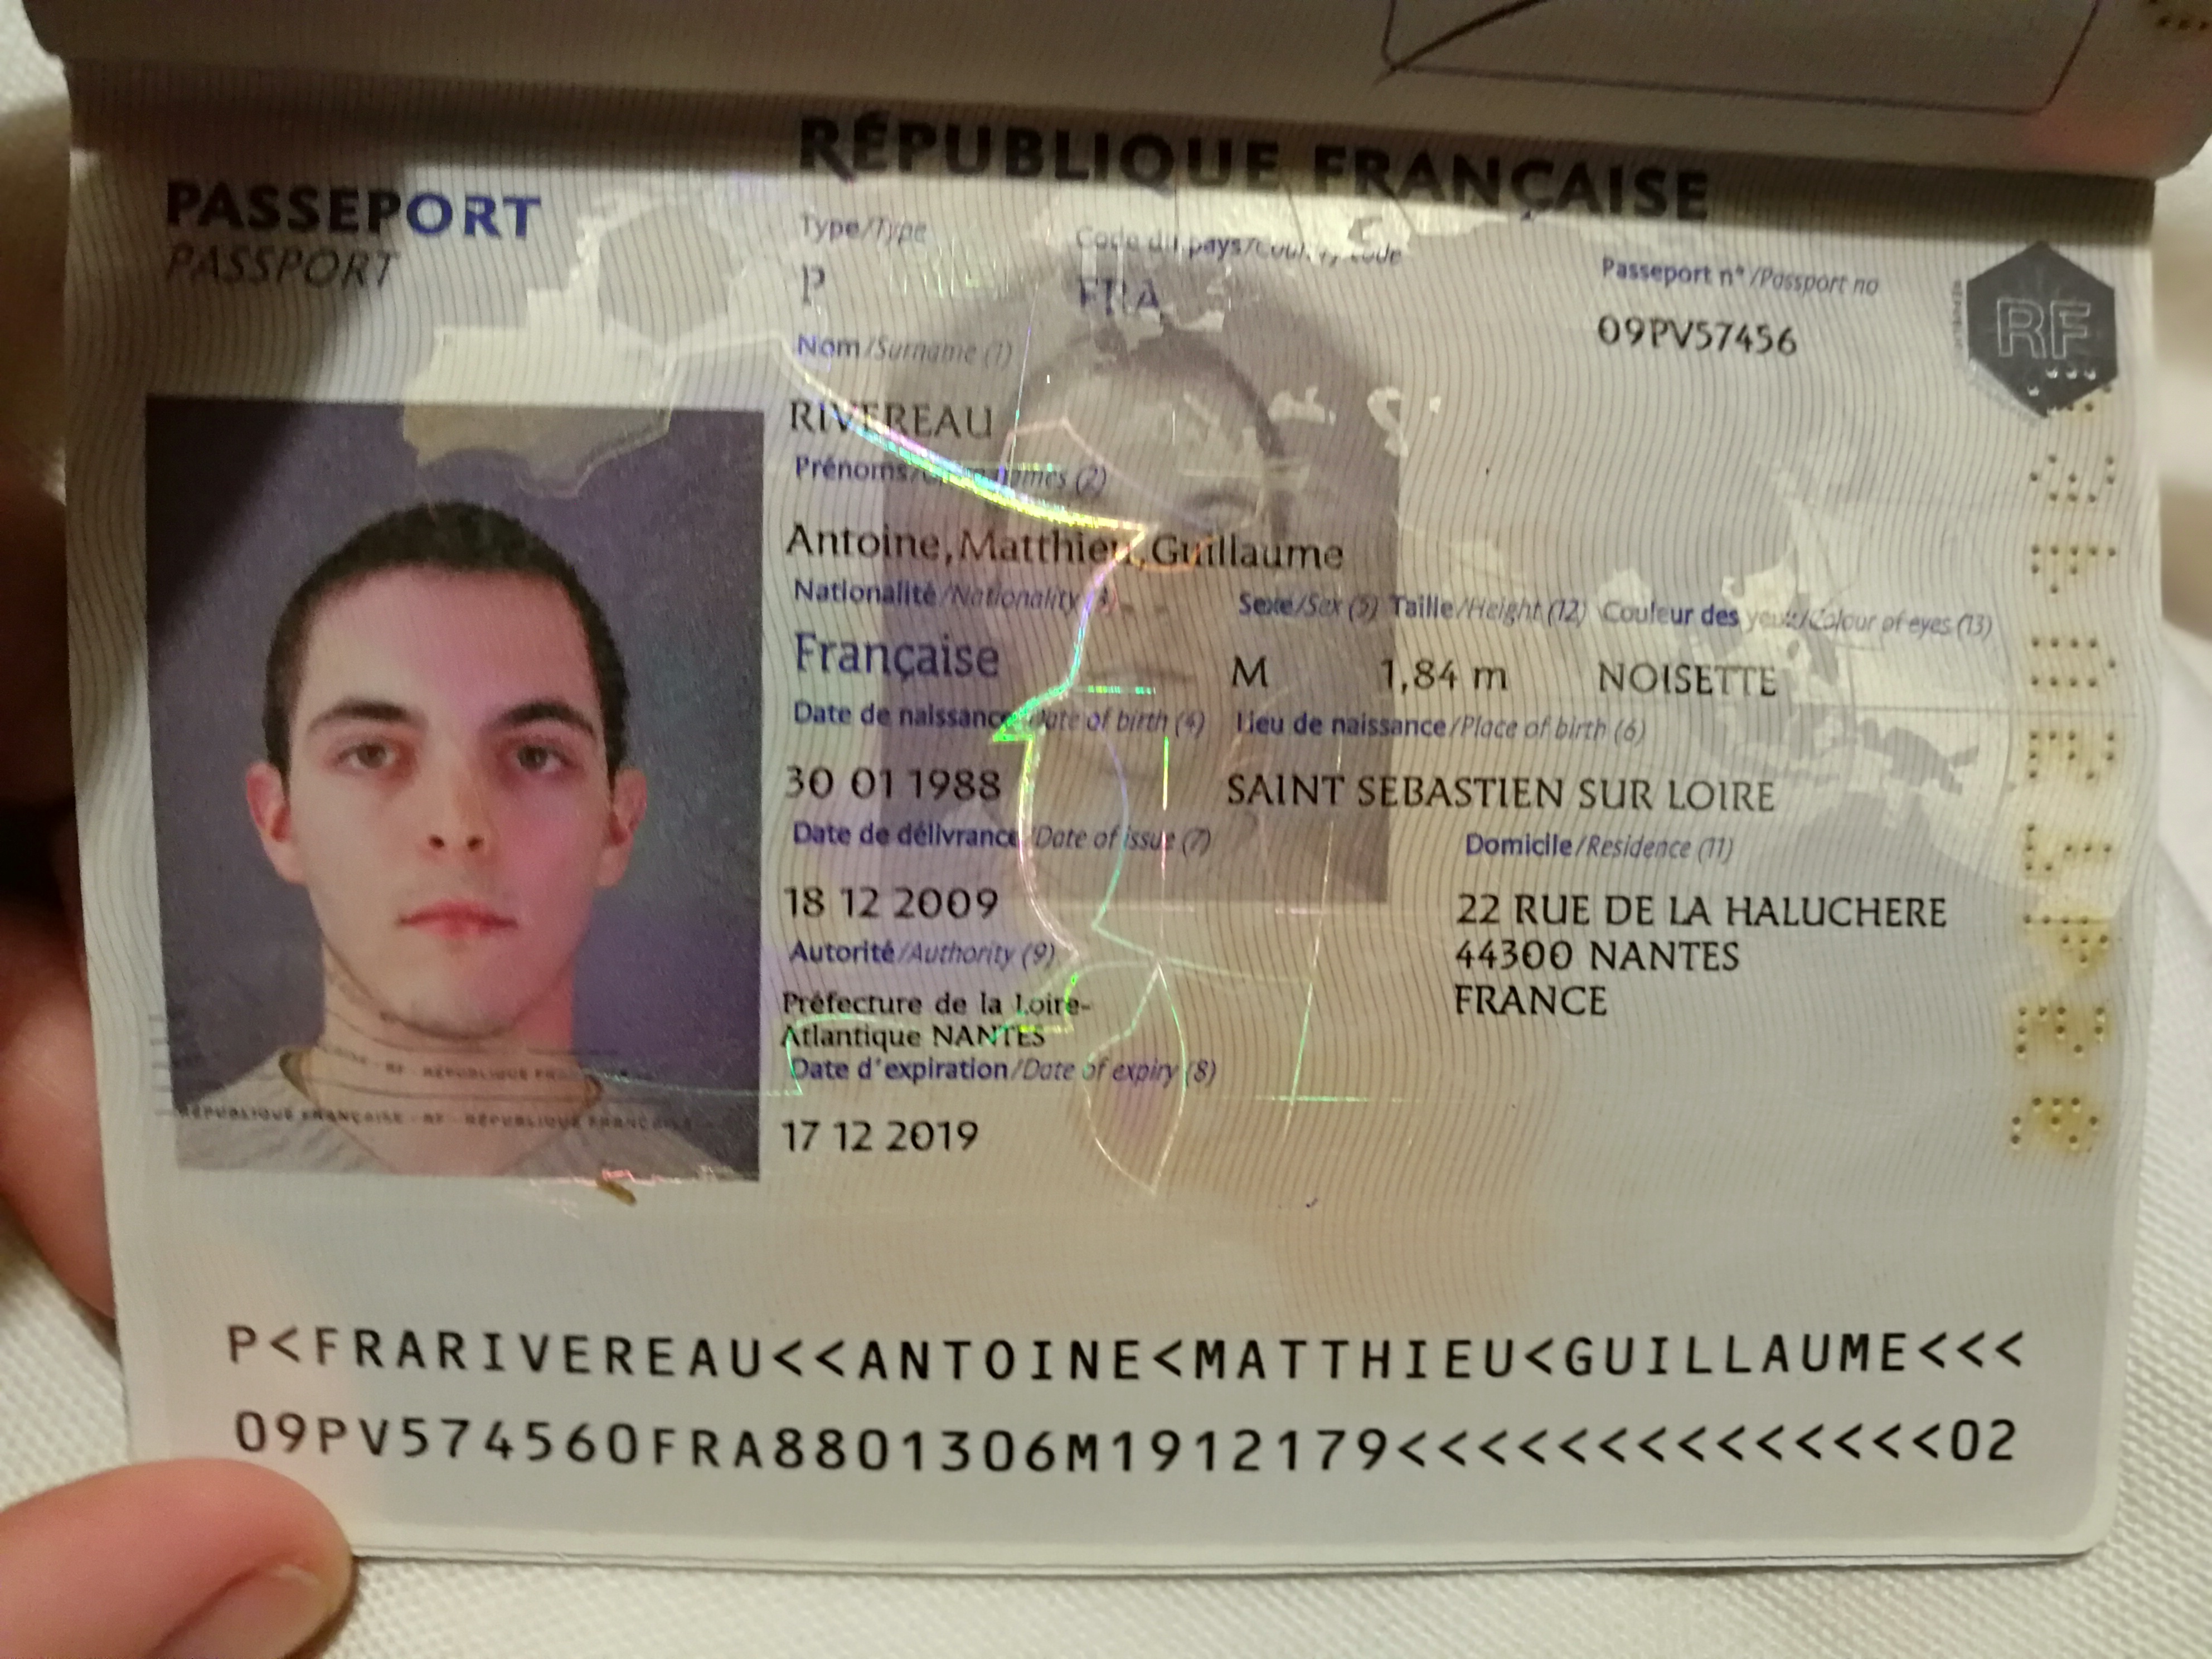 RÉPUBLIQUE FRANÇAISE
PASSEPORT
PASSPORT
Type/Type
P
Code du pays/Country code
FRA
Passeport n°/Passport no
09PV57456
RF
Nom/Surname (1)
RIVEREAU
Prénoms/ (2)
Antoine,Matthieu,Guillaume
Nationalité/Nationality (3)
Française
Sexe/Sex (5) Taille/Height (12) Couleur des yeux/Colour of eyes (13)
M 1,84 m NOISETTE
Date de naissance/Date of birth (4) Lieu de naissance/Place of birth (6)
30 01 1988 SAINT SEBASTIEN SUR LOIRE
Date de délivrance/Date of issue (7)
18 12 2009
Domicile/Residence (11)
22 RUE DE LA HALUCHERE
44300 NANTES
FRANCE
Autorité/Authority (9)
Préfecture de la Loire-
Atlantique NANTES
Date d'expiration/Date of expiry (8)
17 12 2019
RF - RÉPUBLIQUE
RÉPUBLIQUE FRANÇAISE - RF - RÉPUBLIQUE FRANÇAISE
P<FRARIVEREAU<<ANTOINE<MATTHIEU<GUILLAUME<<<
09PV574560FRA8801306M1912179<<<<<<<<<<<<<<02